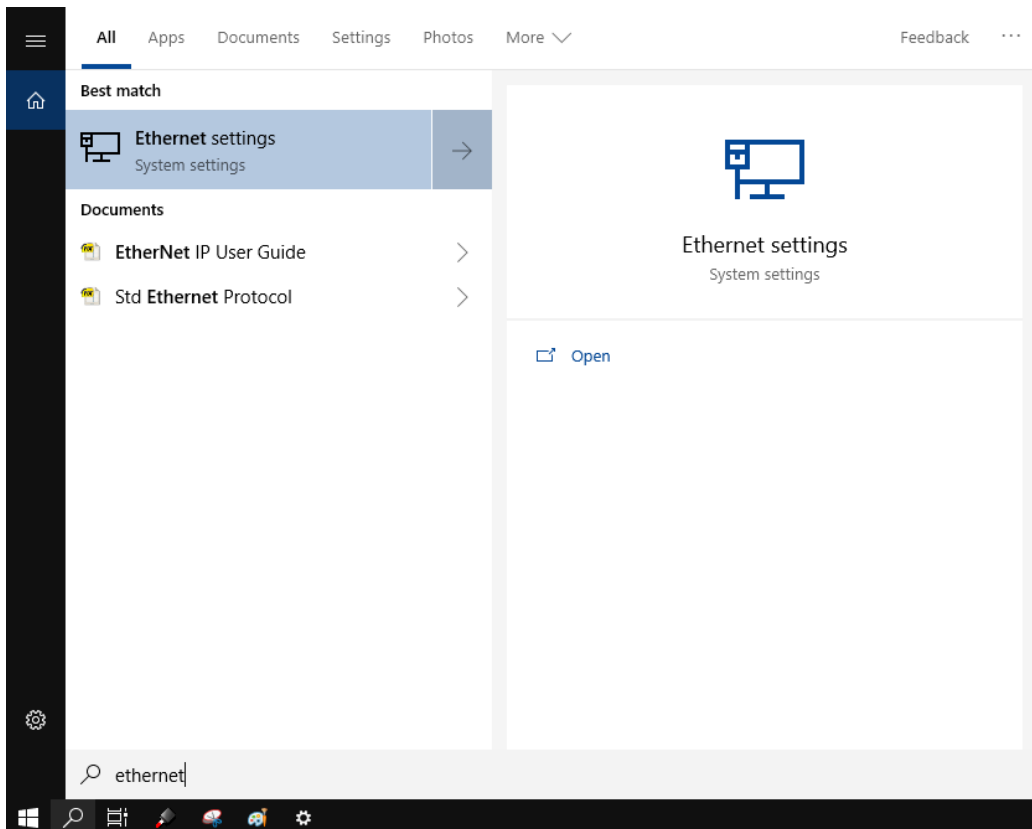 All Apps Documents Settings Photos More Feedback ...
Best match
Ethernet settings
System settings
Documents
EtherNet IP User Guide
Std Ethernet Protocol
Ethernet settings
System settings
Open
ethernet